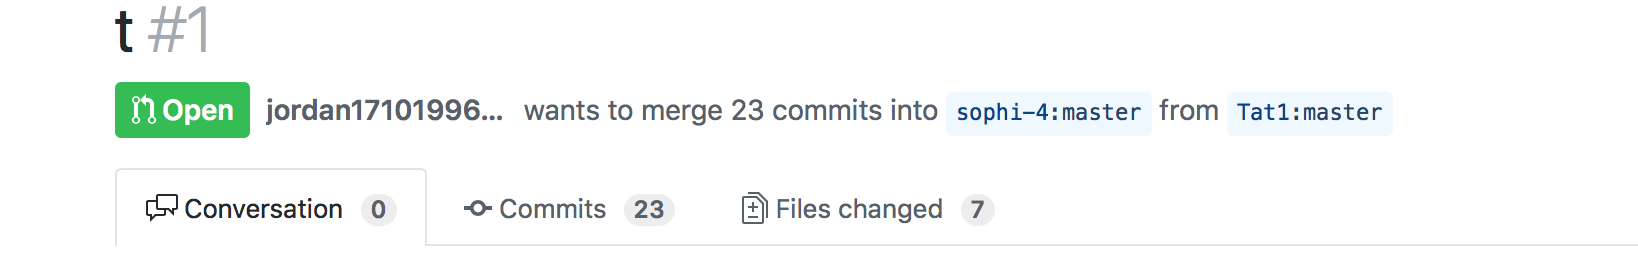 t #1
Open jordan17101996... wants to merge 23 commits into sophi-4:master from Tat1:master
Conversation 0 Commits 23 Files changed 7